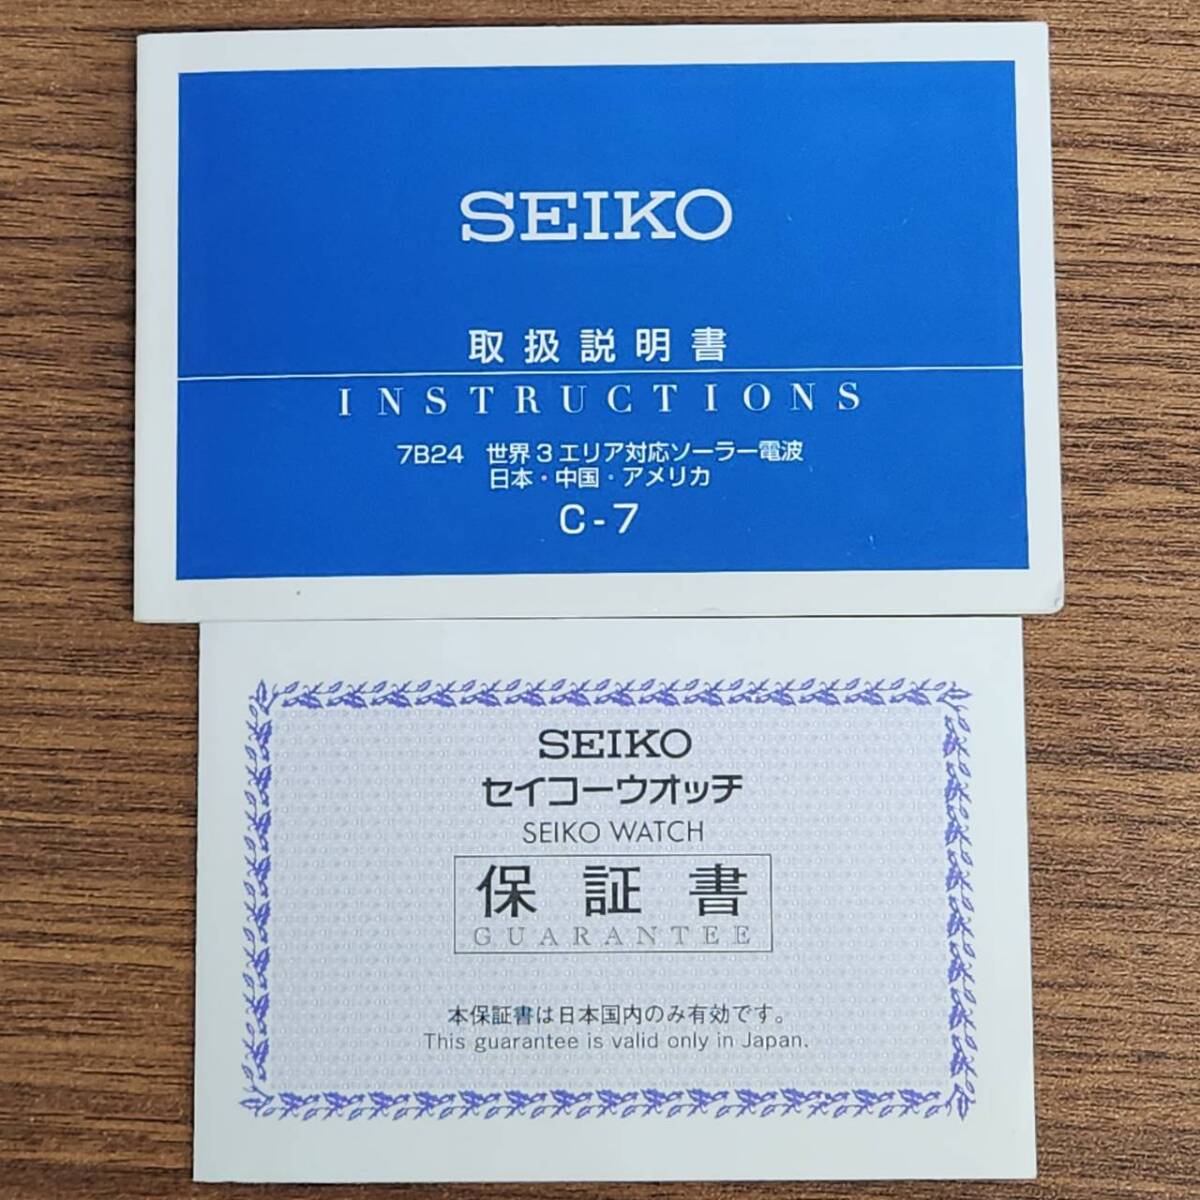 SEIKO
取扱説明書
INSTRUCTIONS
7B24 世界3エリア対応ソーラー電波
日本・中国・アメリカ
C-7
SEIKO
セイコーウオッチ
SEIKO WATCH
保証書
GUARANTEE
本保証書は日本国内のみ有効です。
This guarantee is valid only in Japan.